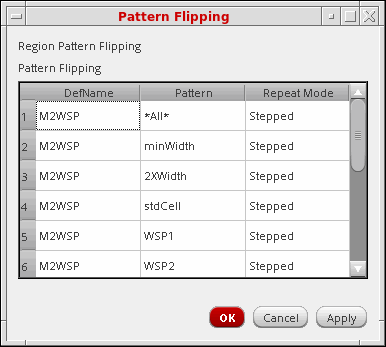 Pattern Flipping
Region Pattern Flipping
Pattern Flipping
DefName Pattern Repeat Mode
1 M2WSP *All* Stepped
2 M2WSP minWidth Stepped
3 M2WSP 2XWidth Stepped
4 M2WSP stdCell Stepped
5 M2WSP WSP1 Stepped
6 M2WSP WSP2 Stepped
OK Cancel Apply